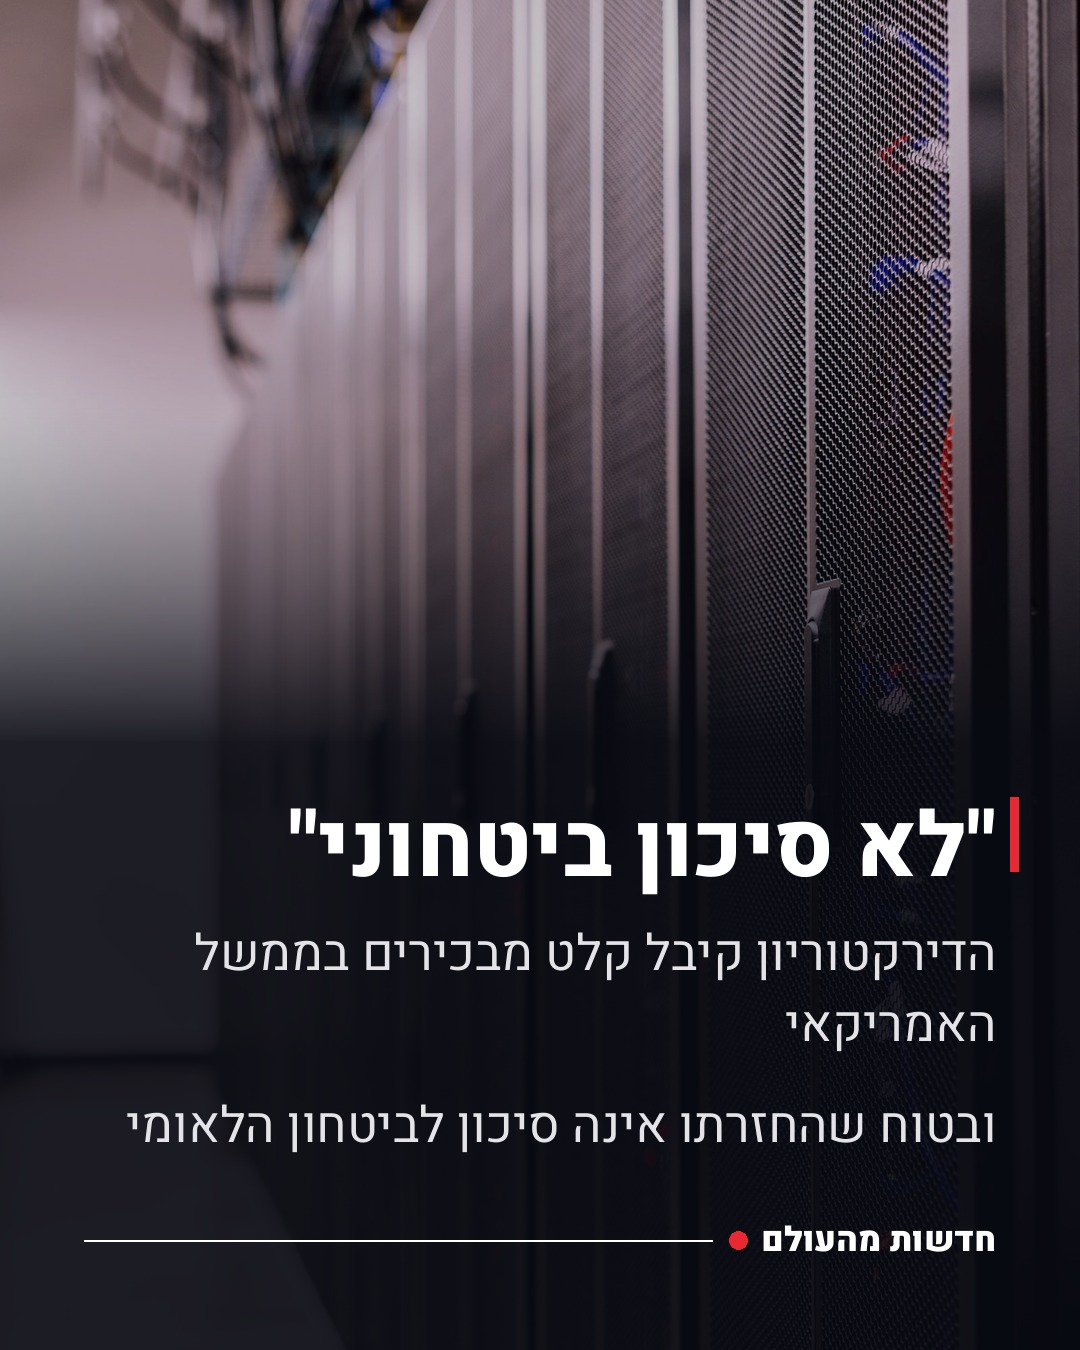 "לא סיכון ביטחוני"
הדירקטוריון קיבל קלט מבכירים בממשל
האמריקאי
ובטוח שהחזרתו אינה סיכון לביטחון הלאומי
חדשות מהעולם